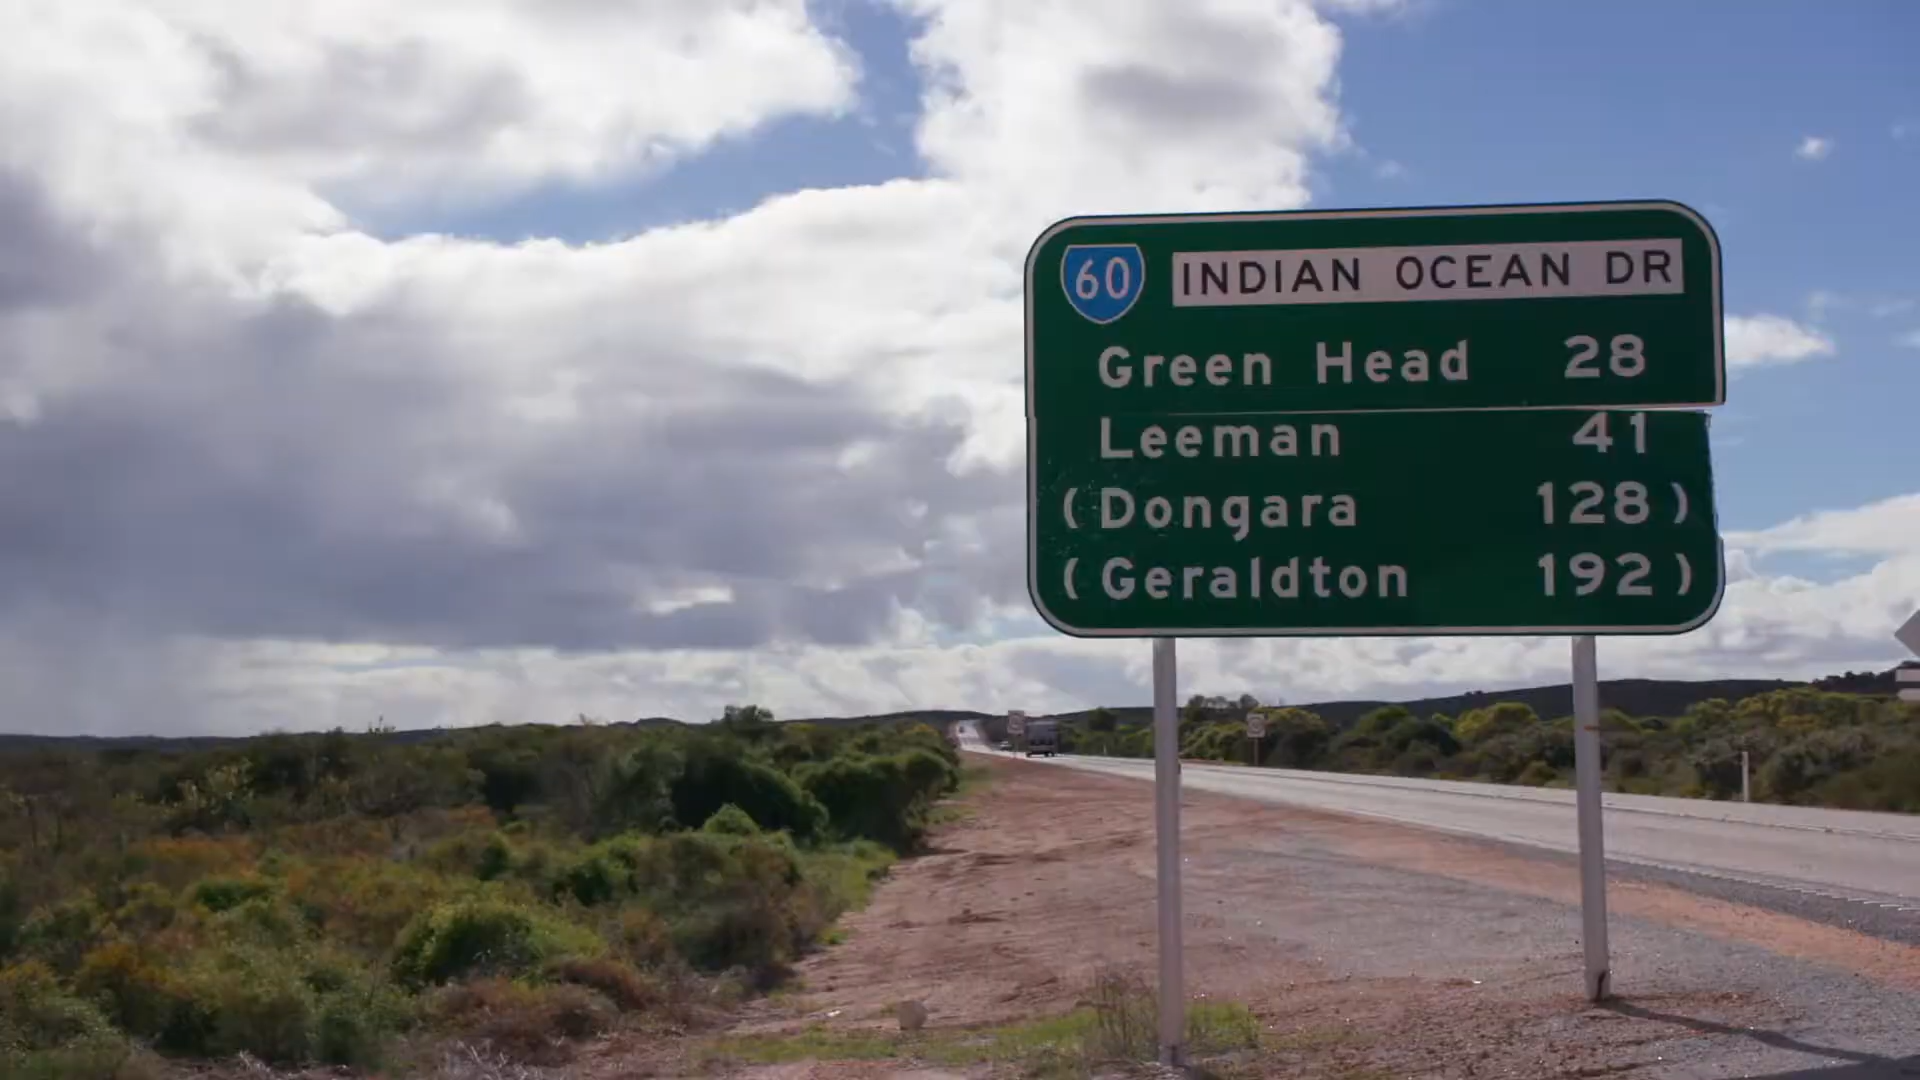 60 INDIAN OCEAN DR
Green Head 28
Leeman 41
(Dongara 128)
(Geraldton 192)